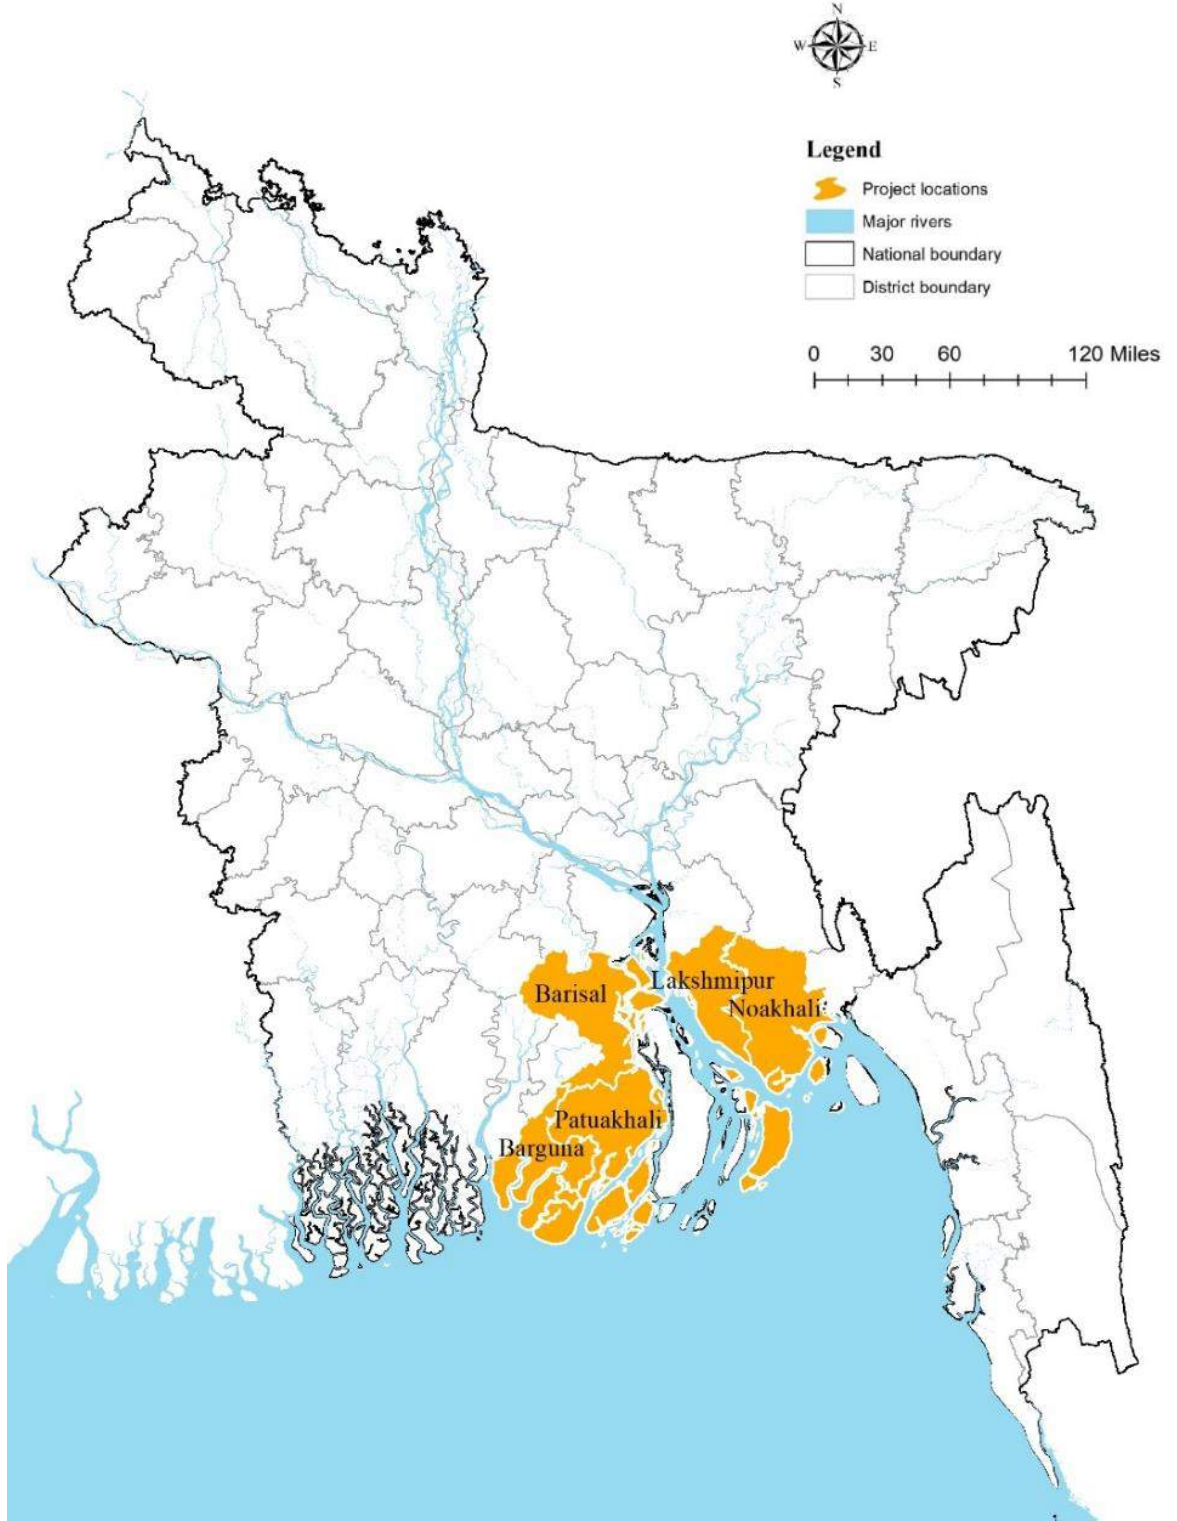 N
W E
S
Legend
Project locations
Major rivers
National boundary
District boundary
0 30 60 120 Miles
Lakshmipur
Barisal
Noakhali
Patuakhali
Barguna